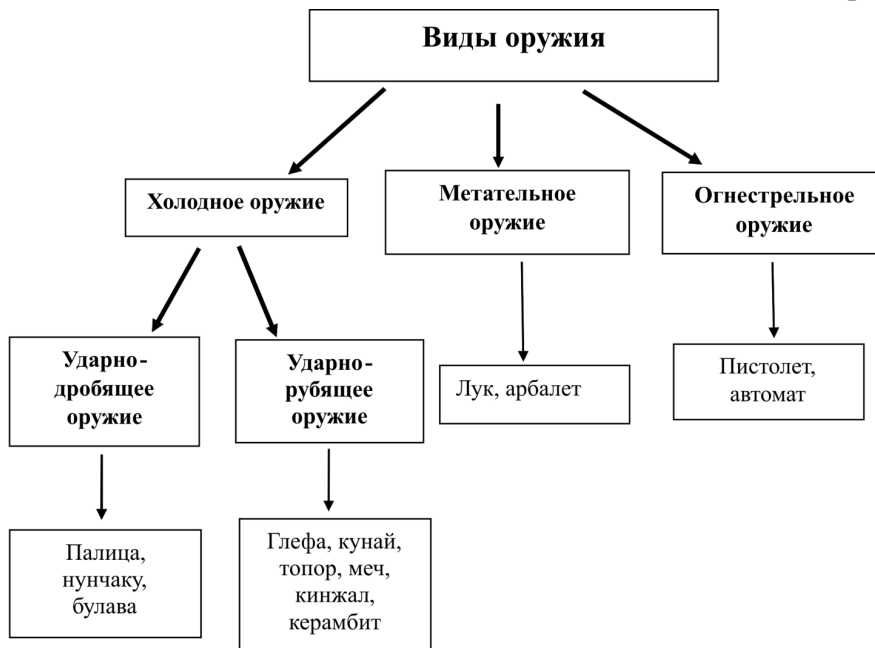 Виды оружия
Холодное оружие
Метательное
оружие
Огнестрельное
оружие
Ударно-
дробящее
оружие
Ударно-
рубящее
оружие
Лук, арбалет
Пистолет,
автомат
Палица,
нунчаку,
булава
Глефа, кунай,
топор, меч,
кинжал,
керамбит